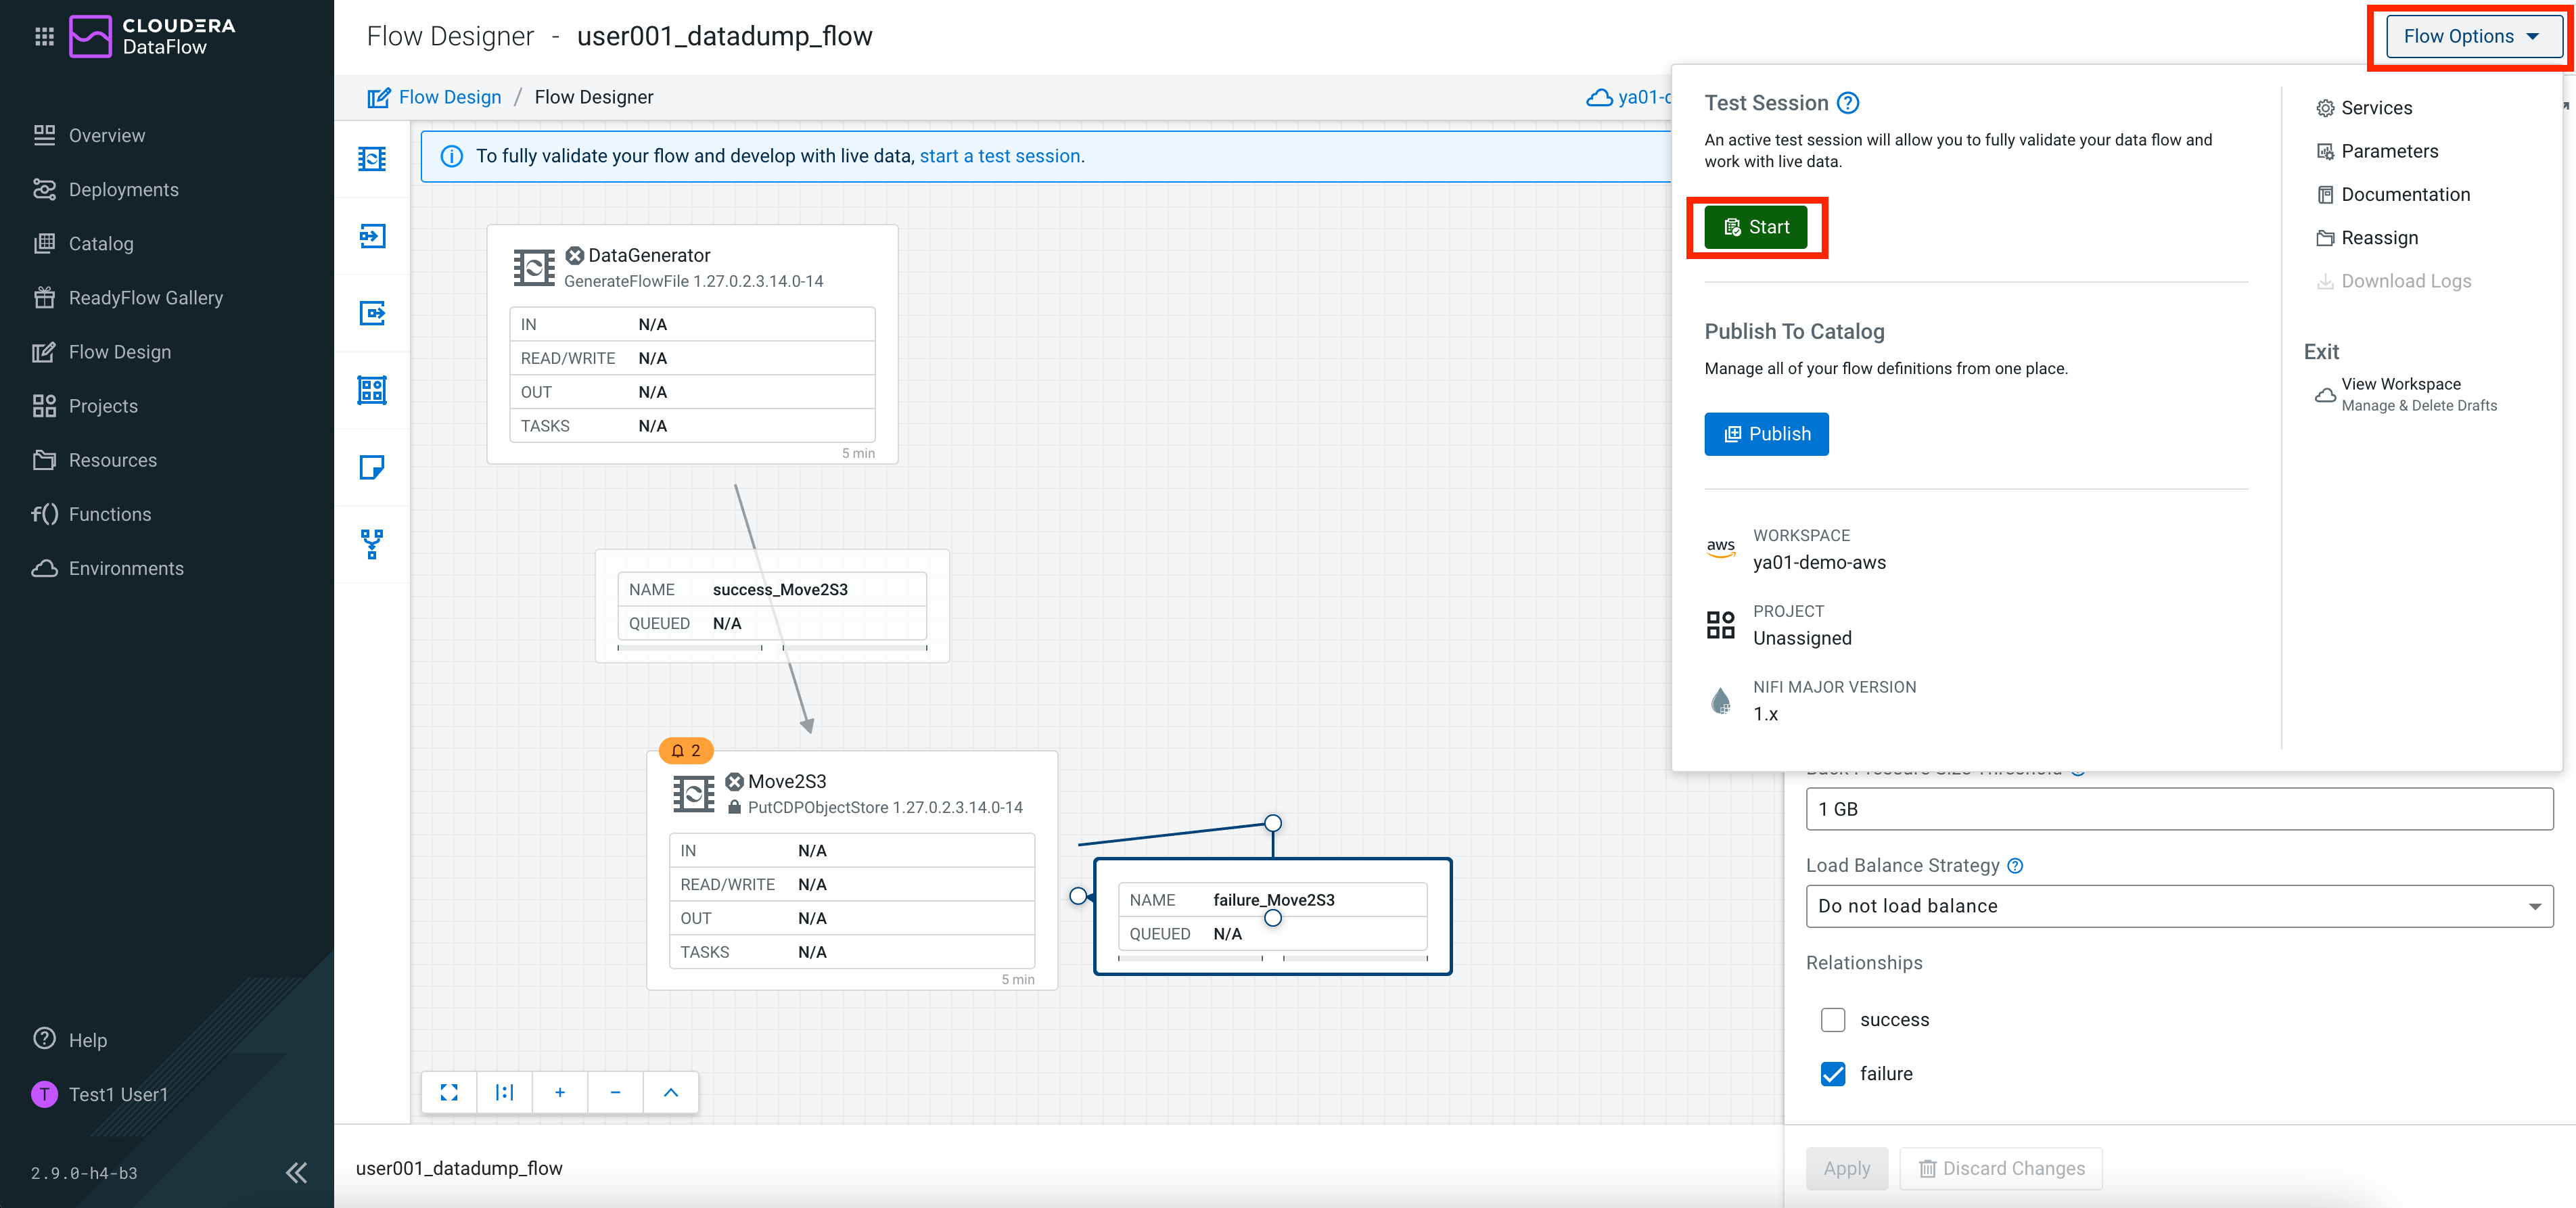 CLOUDERA
DataFlow
Overview
Deployments
Catalog
ReadyFlow Gallery
Flow Design
Projects
Resources
f() Functions
Environments
Help
T Test1 User1
2.9.0-h4-b3
Flow Designer - user001_datadump_flow
Flow Options
Flow Design / Flow Designer
ya01-d
To fully validate your flow and develop with live data, start a test session.
DataGenerator
GenerateFlowFile 1.27.0.2.3.14.0-14
IN N/A
READ/WRITE N/A
OUT N/A
TASKS N/A
5 min
NAME success_Move2S3
QUEUED N/A
2
Move2S3
PutCDPObjectStore 1.27.0.2.3.14.0-14
IN N/A
READ/WRITE N/A
OUT N/A
TASKS N/A
5 min
NAME failure_Move2S3
QUEUED N/A
user001_datadump_flow
Test Session
An active test session will allow you to fully validate your data flow and
work with live data.
Start
Publish To Catalog
Manage all of your flow definitions from one place.
Publish
aws
WORKSPACE
ya01-demo-aws
PROJECT
Unassigned
NIFI MAJOR VERSION
1.x
Services
Parameters
Documentation
Reassign
Download Logs
Exit
View Workspace
Manage & Delete Drafts
Back Pressure Size Threshold
1 GB
Load Balance Strategy
Do not load balance
Relationships
success
failure
Apply
Discard Changes